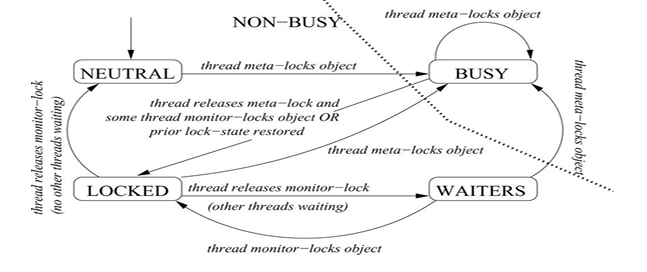 thread meta-locks object
NON-BUSY
NEUTRAL
thread meta-locks object
BUSY
thread releases meta-lock and
some thread monitor-locks object OR
prior lock-state restored
thread meta-locks object
thread meta-locks object
thread releases monitor-lock
(no other threads waiting)
LOCKED
thread releases monitor-lock
(other threads waiting)
WAITERS
thread monitor-locks object